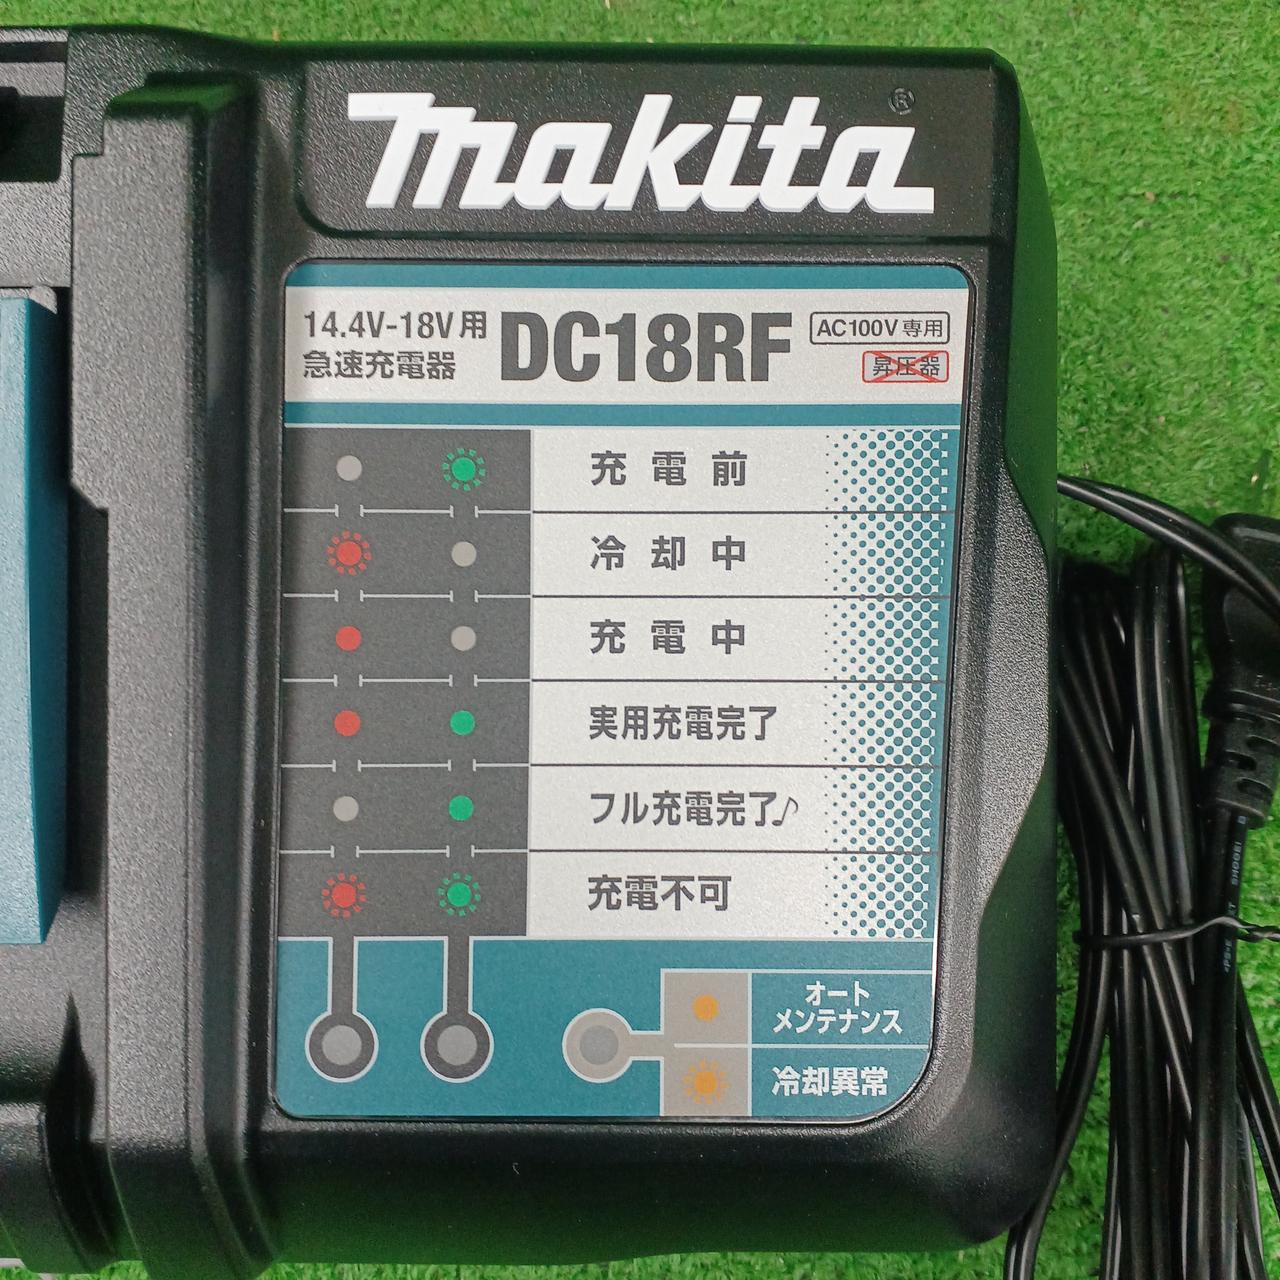 makita®
14.4V-18V用
急速充電器
DC18RF
AC100V専用
昇圧器
充電前
冷却中
充電中
実用充電完了
フル充電完了♪
充電不可
オート
メンテナンス
冷却異常